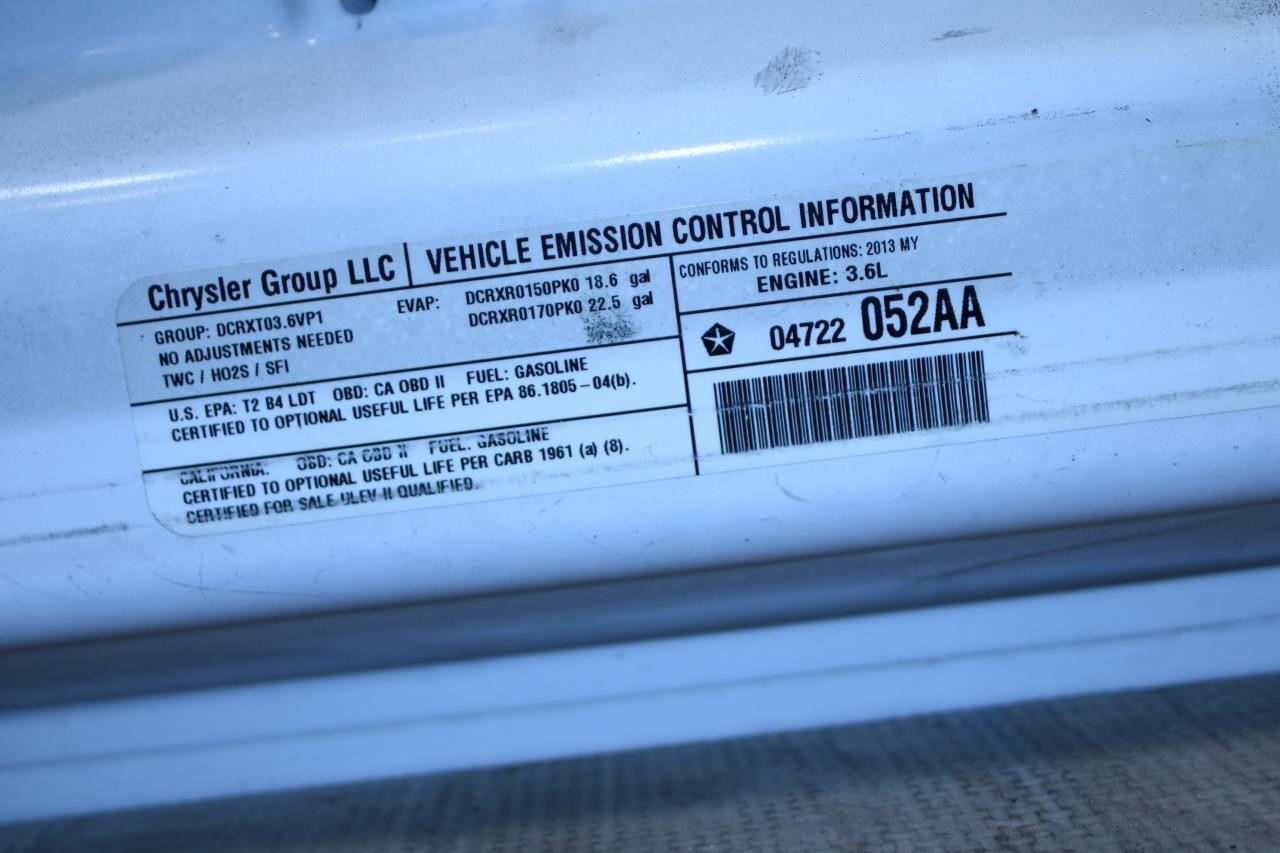 Chrysler Group LLC
VEHICLE EMISSION CONTROL INFORMATION
GROUP: DCRXT03.6VP1
NO ADJUSTMENTS NEEDED
TWC / HO2S / SFI
EVAP: DCRXR0150PK0 18.6 gal
DCRXR0170PK0 22.5 gal
CONFORMS TO REGULATIONS: 2013 MY
ENGINE: 3.6L
04722 052AA
U.S. EPA: T2 B4 LDT OBD: CA OBD II FUEL: GASOLINE
CERTIFIED TO OPTIONAL USEFUL LIFE PER EPA 86.1805-04(b).
CALIFORNIA: OBD: CA OBD II FUEL: GASOLINE
CERTIFIED TO OPTIONAL USEFUL LIFE PER CARB 1961 (a) (8).
CERTIFIED FOR SALE ULEV II QUALIFIED.